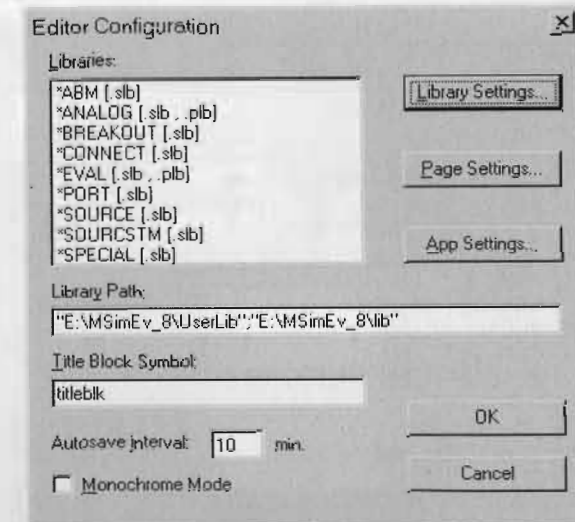 Editor Configuration
Libraries:
*ABM [.slb]
*ANALOG [.slb , .plb]
*BREAKOUT [.slb]
*CONNECT [.slb]
*EVAL [.slb , .plb]
*PORT [.slb]
*SOURCE [.slb]
*SOURCSTM [.slb]
*SPECIAL [.slb]
Library Settings...
Page Settings...
App Settings...
Library Path:
"E:\MSimEv_8\UserLib";"E:\MSimEv_8\lib"
Title Block Symbol:
titleblk
Autosave Interval: 10 min.
Monochrome Mode
OK
Cancel